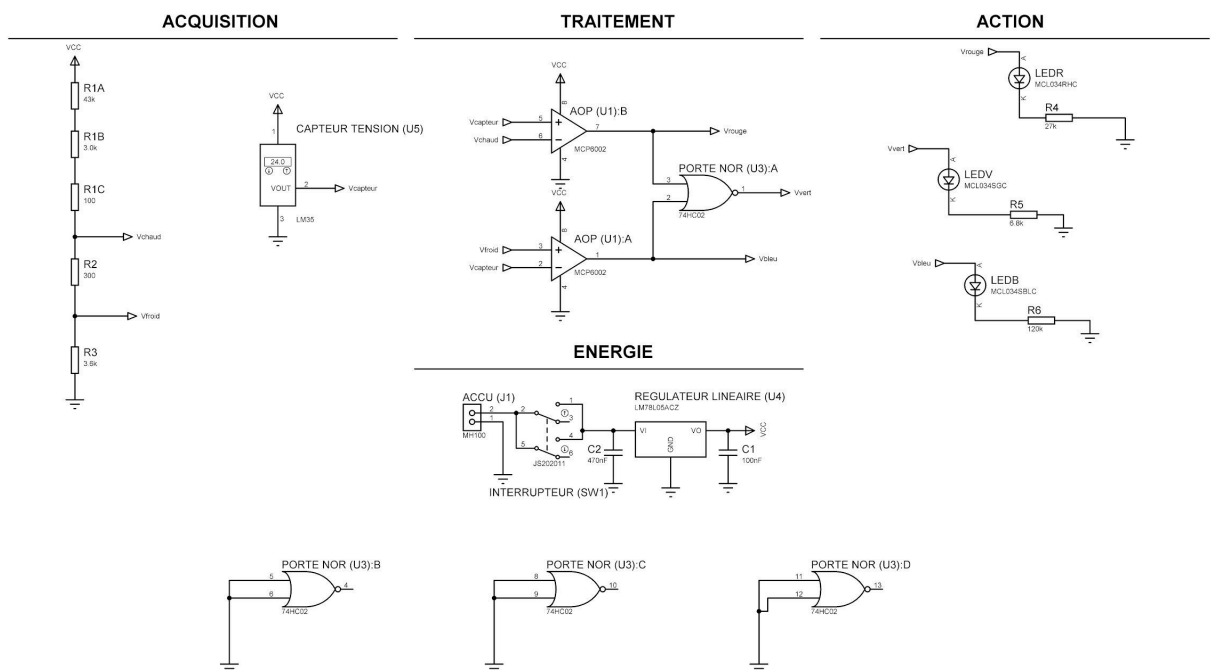 ACQUISITION
VCC
R1A
43k
R1B
3.0k
R1C
100
Vchaud
R2
300
Vfroid
R3
3.6k
VCC
1
CAPTEUR TENSION (U5)
24.0
VOUT
2
Vcapteur
3
LM35
TRAITEMENT
VCC
8
AOP (U1):B
Vcapteur
5
Vchaud
6
7
MCP6002
4
Vrouge
PORTE NOR (U3):A
3
2
1
Vvert
74HC02
VCC
8
AOP (U1):A
Vfroid
3
Vcapteur
2
1
MCP6002
4
Vbleu
ACTION
Vrouge
A
LEDR
MCL034RHC
K
R4
27k
Vvert
A
LEDV
MCL034SGC
K
R5
6.8k
Vbleu
A
LEDB
MCL034SBLC
K
R6
120k
ENERGIE
ACCU (J1)
2
1
MH100
2
1
3
5
4
6
JS202011
INTERRUPTEUR (SW1)
C2
470nF
REGULATEUR LINEAIRE (U4)
LM78L05ACZ
VI
VO
GND
C1
100nF
VCC
PORTE NOR (U3):B
5
6
4
74HC02
PORTE NOR (U3):C
8
9
10
74HC02
PORTE NOR (U3):D
11
12
13
74HC02